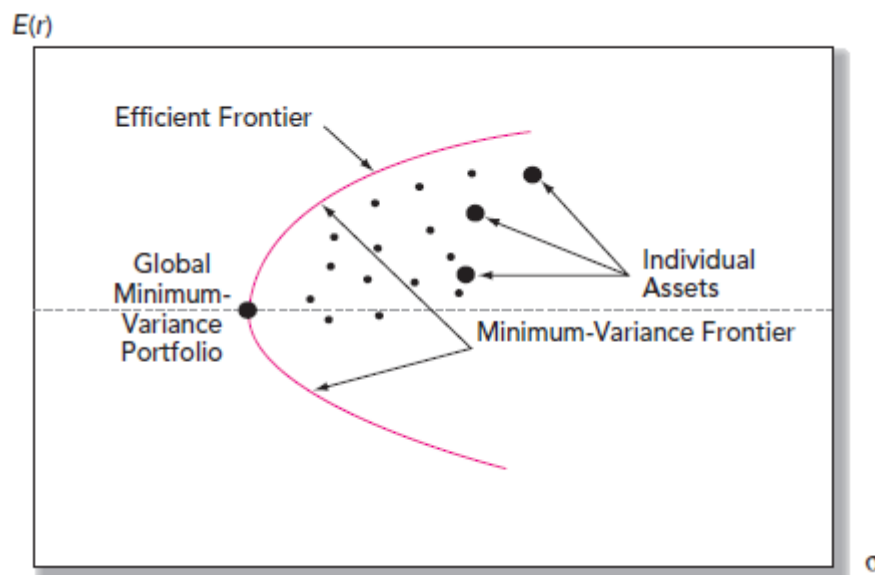 E(r)
Efficient Frontier
Global
Minimum-
Variance
Portfolio
Individual
Assets
Minimum-Variance Frontier
σ